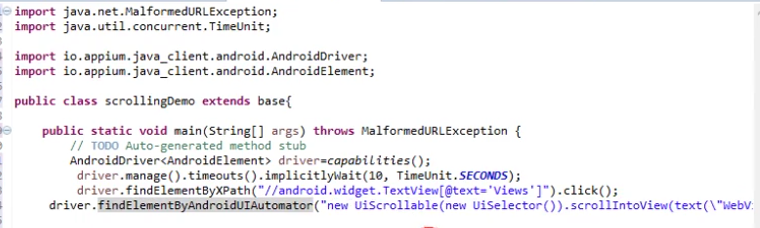 import java.net.MalformedURLException;
import java.util.concurrent.TimeUnit;
import io.appium.java_client.android.AndroidDriver;
import io.appium.java_client.android.AndroidElement;
public class scrollingDemo extends base{
public static void main(String[] args) throws MalformedURLException {
// TODO Auto-generated method stub
AndroidDriver<AndroidElement> driver=capabilities();
driver.manage().timeouts().implicitlyWait(10, TimeUnit.SECONDS);
driver.findElementByXPath("//android.widget.TextView[@text='Views']").click();
driver.findElementByAndroidUIAutomator("new UiScrollable(new UiSelector()).scrollIntoView(text(\"WebVi